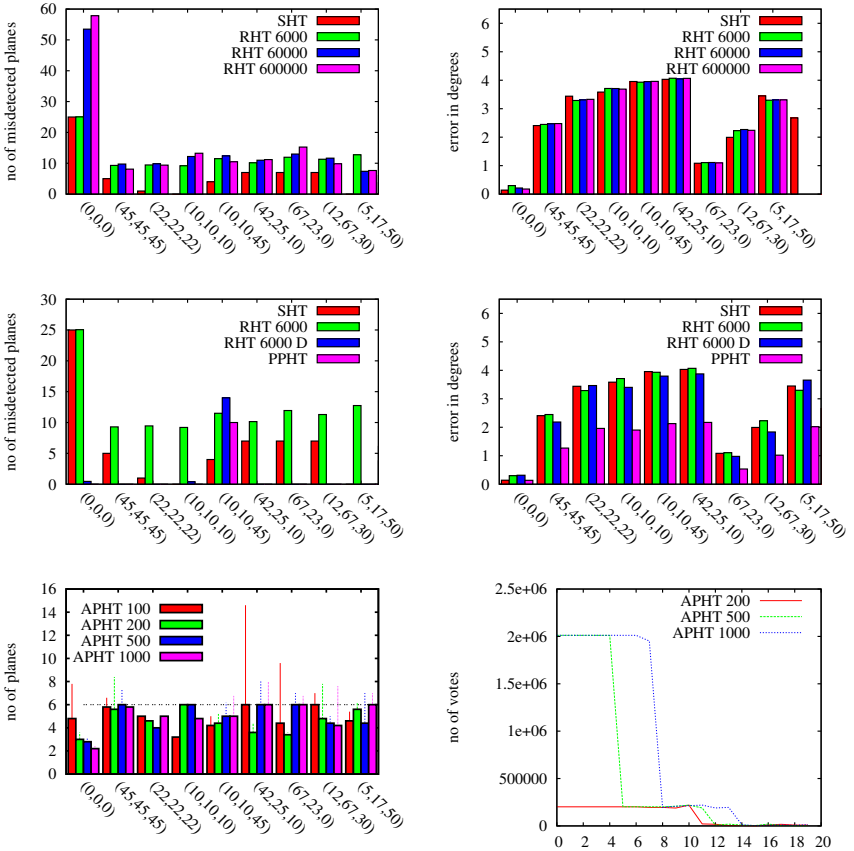 no of misdetected planes
60
50
40
30
20
10
0
SHT
RHT 6000
RHT 60000
RHT 600000
(0,0,0)
(45,45,45)
(22,22,22)
(10,10,10)
(10,10,45)
(42,25,10)
(67,23,0)
(12,67,30)
(5,17,50)
error in degrees
6
5
4
3
2
1
0
SHT
RHT 6000
RHT 60000
RHT 600000
(0,0,0)
(45,45,45)
(22,22,22)
(10,10,10)
(10,10,45)
(42,25,10)
(67,23,0)
(12,67,30)
(5,17,50)
no of misdetected planes
30
25
20
15
10
5
0
SHT
RHT 6000
RHT 6000 D
PPHT
(0,0,0)
(45,45,45)
(22,22,22)
(10,10,10)
(10,10,45)
(42,25,10)
(67,23,0)
(12,67,30)
(5,17,50)
error in degrees
6
5
4
3
2
1
0
SHT
RHT 6000
RHT 6000 D
PPHT
(0,0,0)
(45,45,45)
(22,22,22)
(10,10,10)
(10,10,45)
(42,25,10)
(67,23,0)
(12,67,30)
(5,17,50)
no of planes
16
14
12
10
8
6
4
2
0
APHT 100
APHT 200
APHT 500
APHT 1000
(0,0,0)
(45,45,45)
(22,22,22)
(10,10,10)
(10,10,45)
(42,25,10)
(67,23,0)
(12,67,30)
(5,17,50)
no of votes
2.5e+06
2e+06
1.5e+06
1e+06
500000
0
APHT 200
APHT 500
APHT 1000
0 2 4 6 8 10 12 14 16 18 20